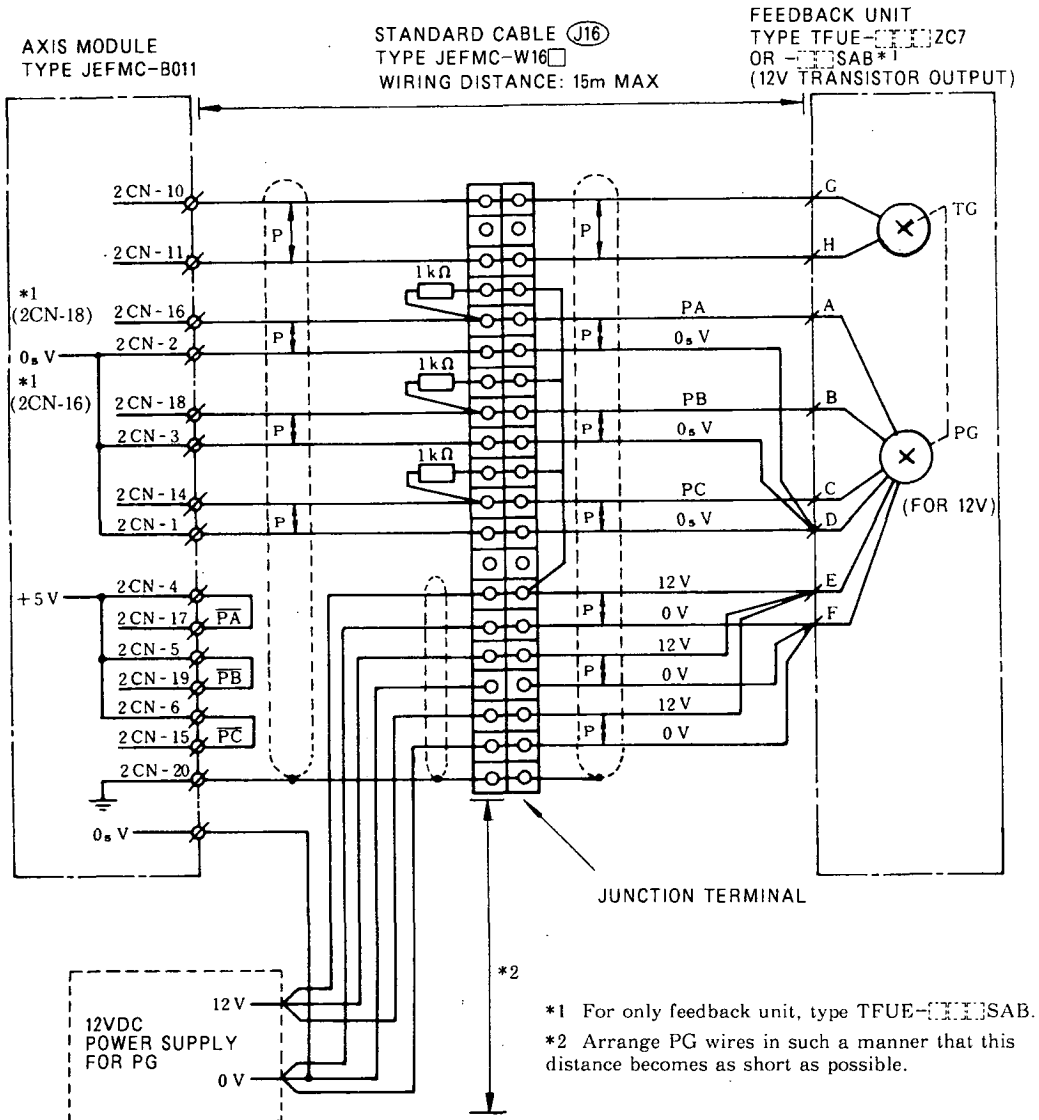 AXIS MODULE
TYPE JEFMC-B011
STANDARD CABLE J16
TYPE JEFMC-W16□
WIRING DISTANCE: 15m MAX
FEEDBACK UNIT
TYPE TFUE-□□□ZC7
OR -□□SAB*1
(12V TRANSISTOR OUTPUT)
2CN-10
G
TG
P
P
2CN-11
H
1kΩ
*1
(2CN-18)
2CN-16
PA
A
P
P
0sV
2CN-2
0sV
*1
(2CN-16)
1kΩ
2CN-18
PB
B
P
P
PG
2CN-3
0sV
1kΩ
2CN-14
PC
C
(FOR 12V)
P
P
2CN-1
0sV
D
+5V
2CN-4
12V
E
P
2CN-17
PA
0V
F
2CN-5
12V
P
2CN-19
PB
0V
2CN-6
12V
P
2CN-15
PC
0V
2CN-20
0sV
JUNCTION TERMINAL
*2
12V
12VDC
POWER SUPPLY
FOR PG
0V
*1 For only feedback unit, type TFUE-□□□SAB.
*2 Arrange PG wires in such a manner that this
distance becomes as short as possible.